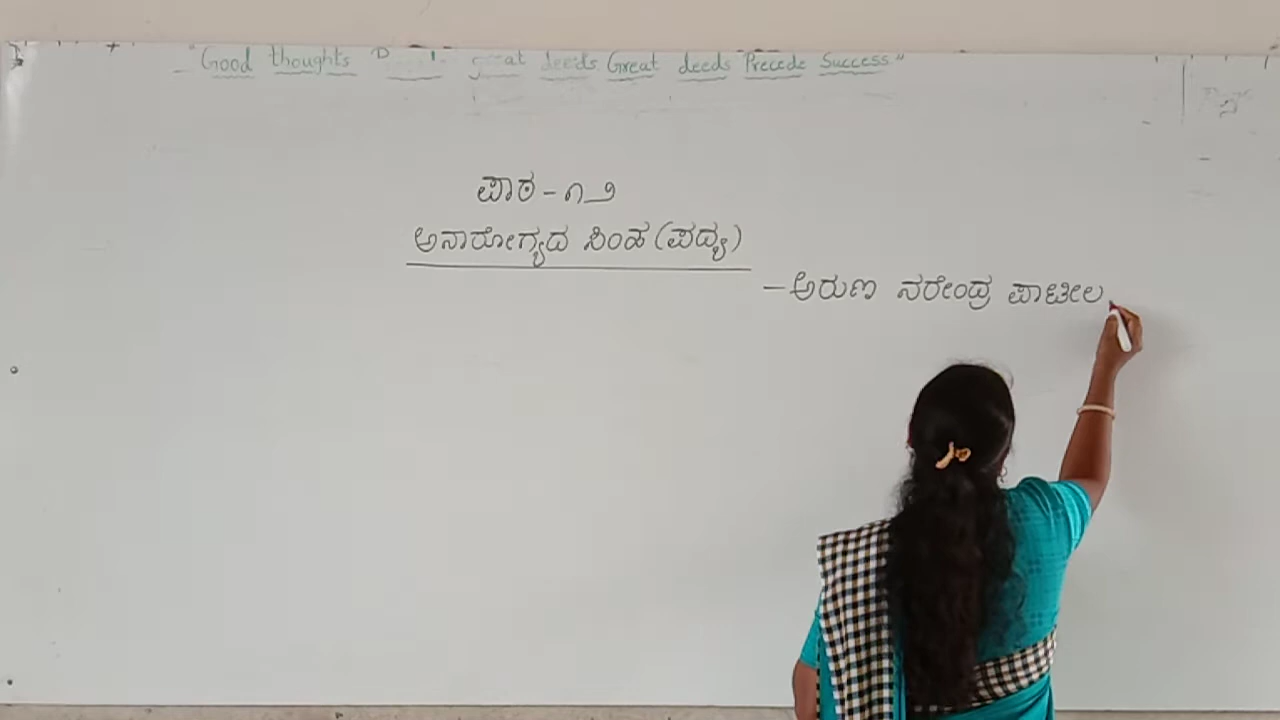 "Good thoughts great deeds Great deeds Precede Success"
ಪಾಠ - ೧೨
ಅನಾರೋಗ್ಯದ ಸಿಂಹ (ಪದ್ಯ)
- ಅರುಣ ನರೇಂದ್ರ ಪಾಟೀಲ